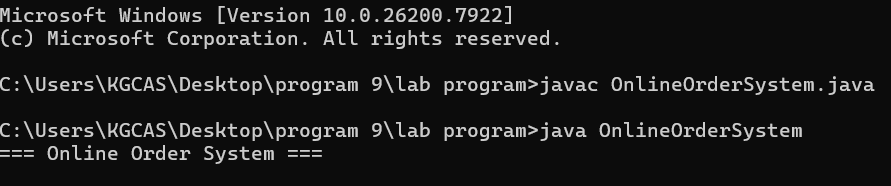 Microsoft Windows [Version 10.0.26200.7922]
(c) Microsoft Corporation. All rights reserved.
C:\Users\KGCAS\Desktop\program 9\lab program>javac OnlineOrderSystem.java
C:\Users\KGCAS\Desktop\program 9\lab program>java OnlineOrderSystem
=== Online Order System ===